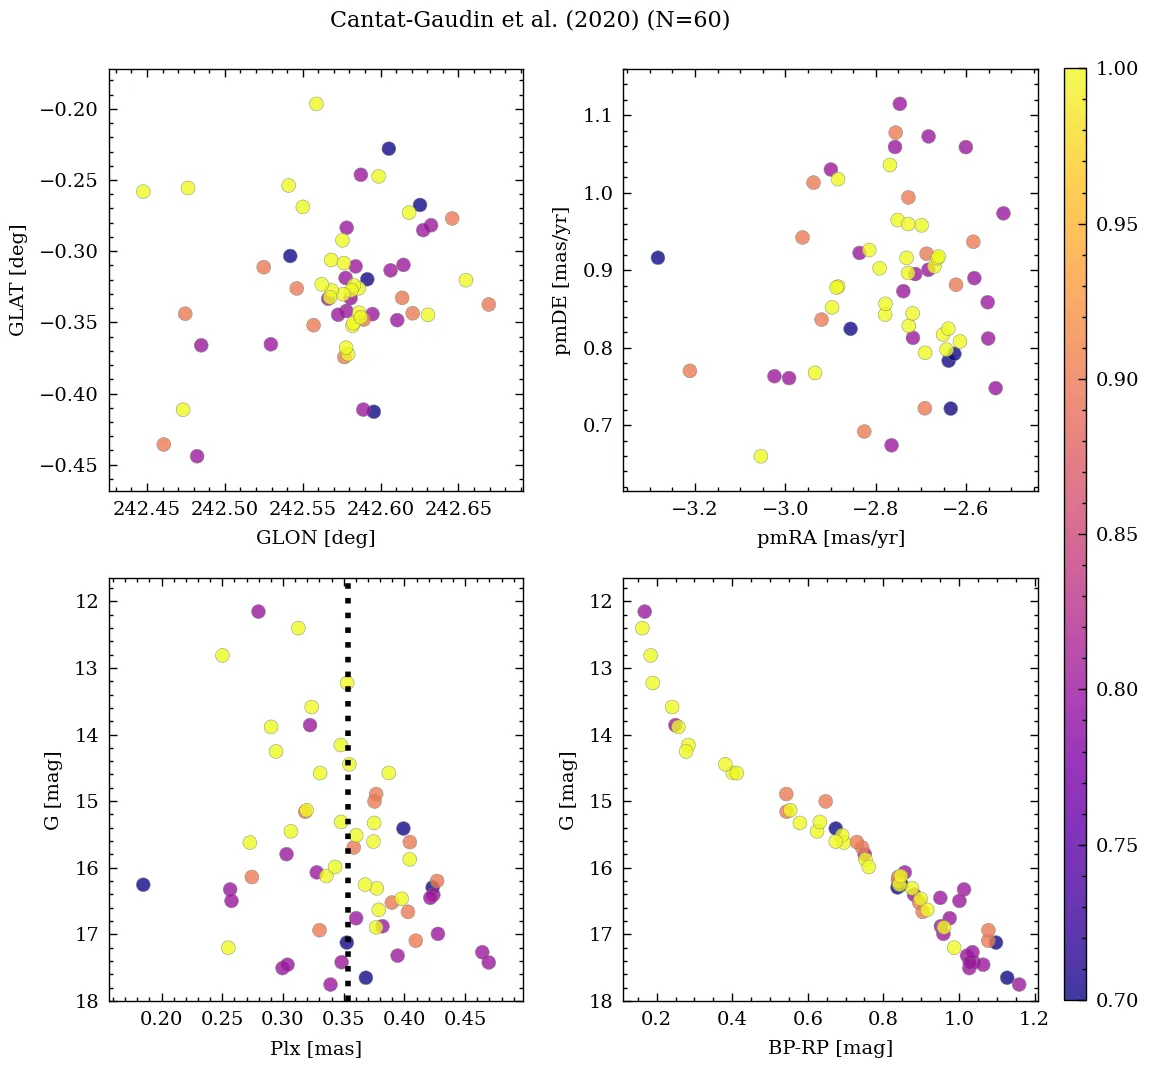 Cantat-Gaudin et al. (2020) (N=60)
−0.20
−0.25
−0.30
−0.35
−0.40
−0.45
GLAT [deg]
242.45 242.50 242.55 242.60 242.65
GLON [deg]
1.1
1.0
0.9
0.8
0.7
pmDE [mas/yr]
−3.2 −3.0 −2.8 −2.6
pmRA [mas/yr]
12
13
14
15
16
17
18
G [mag]
0.20 0.25 0.30 0.35 0.40 0.45
Plx [mas]
12
13
14
15
16
17
18
G [mag]
0.2 0.4 0.6 0.8 1.0 1.2
BP-RP [mag]
1.00
0.95
0.90
0.85
0.80
0.75
0.70